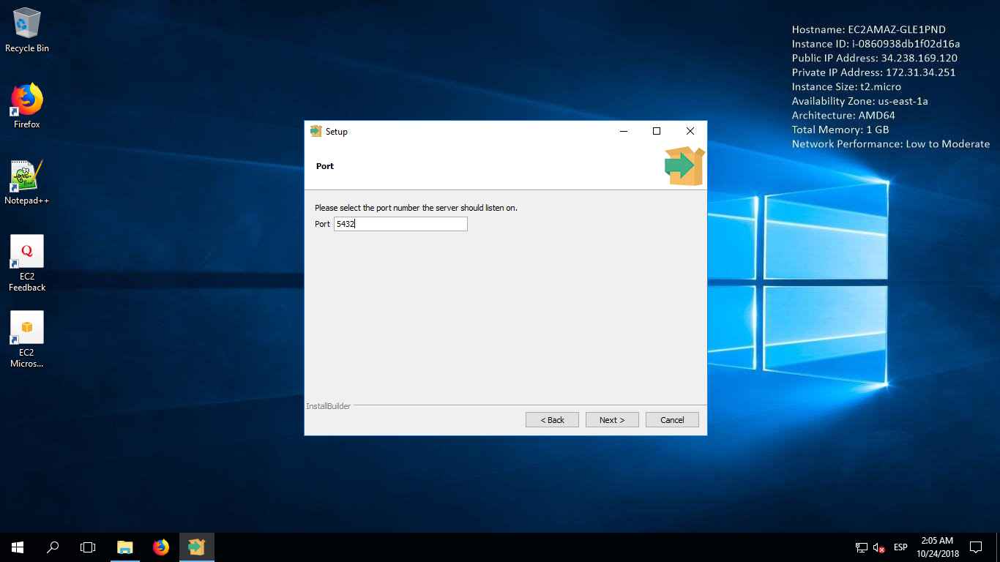 Recycle Bin
Firefox
Notepad++
Q
EC2
Feedback
EC2
Micros...
Hostname: EC2AMAZ-GLE1PND
Instance ID: i-0860938db1f02d16a
Public IP Address: 34.238.169.120
Private IP Address: 172.31.34.251
Instance Size: t2.micro
Availability Zone: us-east-1a
Architecture: AMD64
Total Memory: 1 GB
Network Performance: Low to Moderate
Setup
Port
Please select the port number the server should listen on.
Port 5432
InstallBuilder
< Back Next > Cancel
ESP
2:05 AM
10/24/2018